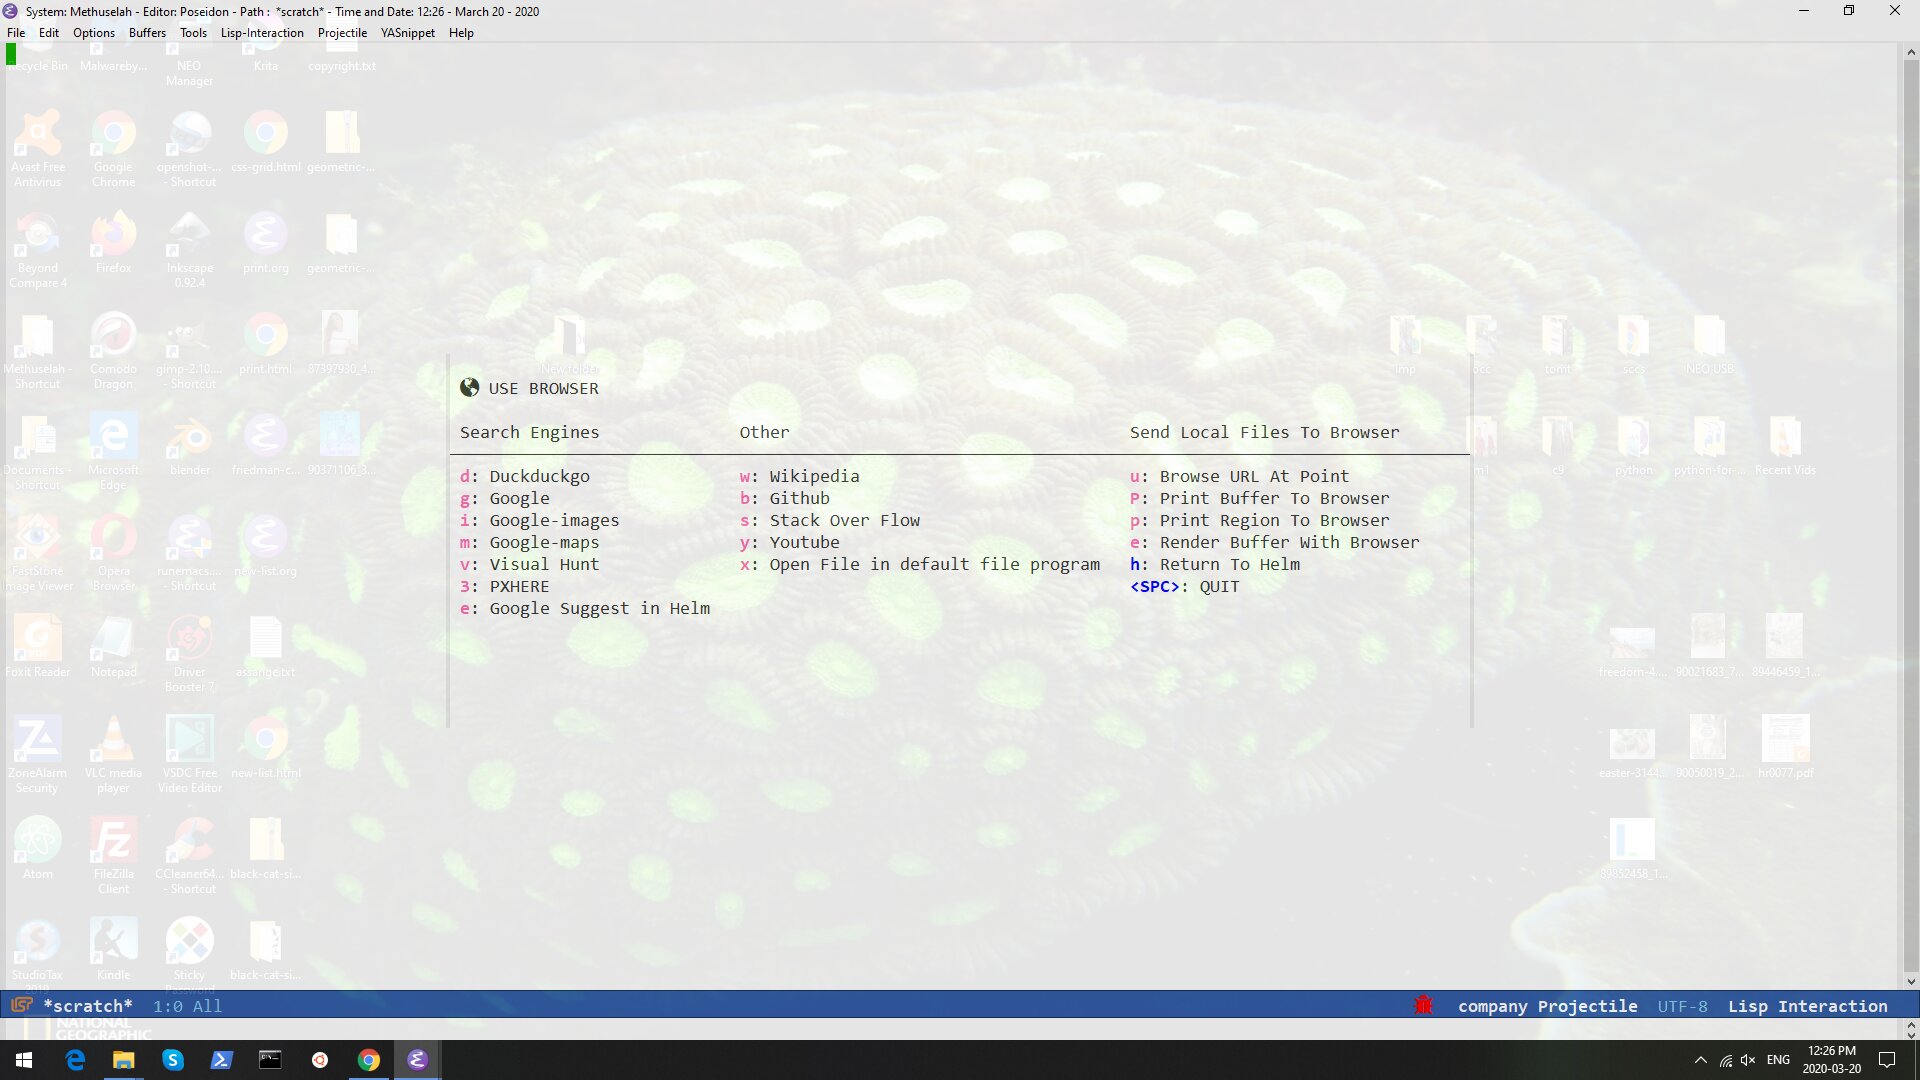 System: Methuselah - Editor: Poseidon - Path : *scratch* - Time and Date: 12:26 - March 20 - 2020
File Edit Options Buffers Tools Lisp-Interaction Projectile YASnippet Help
ecycle Bin Malwareby... NEO Manager Krita copyright.txt
Avast Free Antivirus Google Chrome openshot-... - Shortcut css-grid.html geometric-...
Beyond Compare 4 Firefox Inkscape 0.92.4 print.org geometric-...
Methuselah - Shortcut Comodo Dragon gimp-2.10.... - Shortcut print.html 87397930_4... New folder tmp occ tomt sccs NEO USB
USE BROWSER
Search Engines Other Send Local Files To Browser
Documents - Shortcut Microsoft Edge blender friedman-c... 90371106_3... m1 c9 python python-for-... Recent Vids
d: Duckduckgo w: Wikipedia u: Browse URL At Point
g: Google b: Github P: Print Buffer To Browser
i: Google-images s: Stack Over Flow p: Print Region To Browser
m: Google-maps y: Youtube e: Render Buffer With Browser
v: Visual Hunt x: Open File in default file program h: Return To Helm
3: PXHERE <SPC>: QUIT
e: Google Suggest in Helm
FastStone Image Viewer Opera Browser runemacs.... - Shortcut new-list.org
Foxit Reader Notepad Driver Booster 7 assange.txt freedom-4.... 90021683_7... 89446459_1...
ZoneAlarm Security VLC media player VSDC Free Video Editor new-list.html easter-3144... 90050019_2... hr0077.pdf
Atom FileZilla Client CCleaner64... - Shortcut black-cat-si... 89852458_1...
StudioTax 2019 Kindle Sticky Password black-cat-si...
*scratch* 1:0 All company Projectile UTF-8 Lisp Interaction
NATIONAL
GEOGRAPHIC
ENG 12:26 PM
2020-03-20